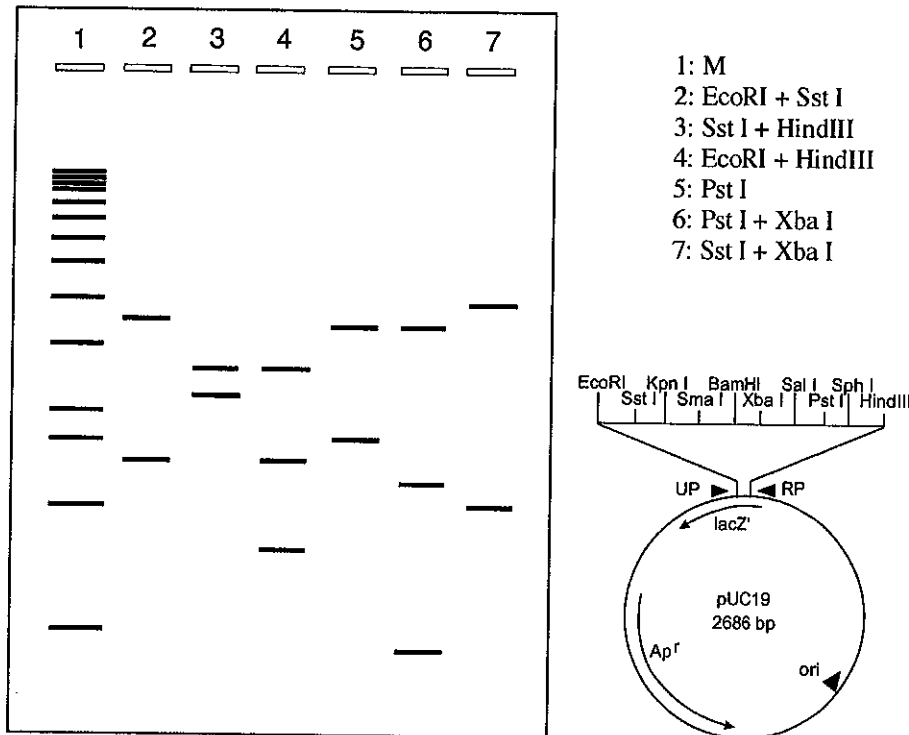 1 2 3 4 5 6 7
1: M
2: EcoRI + Sst I
3: Sst I + HindIII
4: EcoRI + HindIII
5: Pst I
6: Pst I + Xba I
7: Sst I + Xba I
EcoRI Kpn I BamHI Sal I Sph I
Sst I Sma I Xba I Pst I HindIII
UP RP
lacZ'
pUC19
2686 bp
Apr
ori